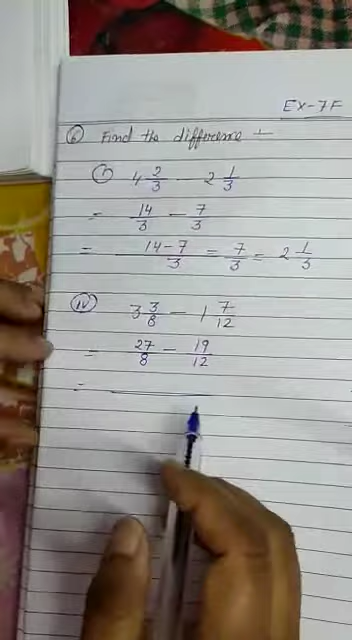 EX-7F
6 Find the difference :-
(i) 4 2/3 - 2 1/3
= 14/3 - 7/3
= 14-7/3 = 7/3 = 2 1/3
(iv) 3 3/8 - 1 7/12
= 27/8 - 19/12
=